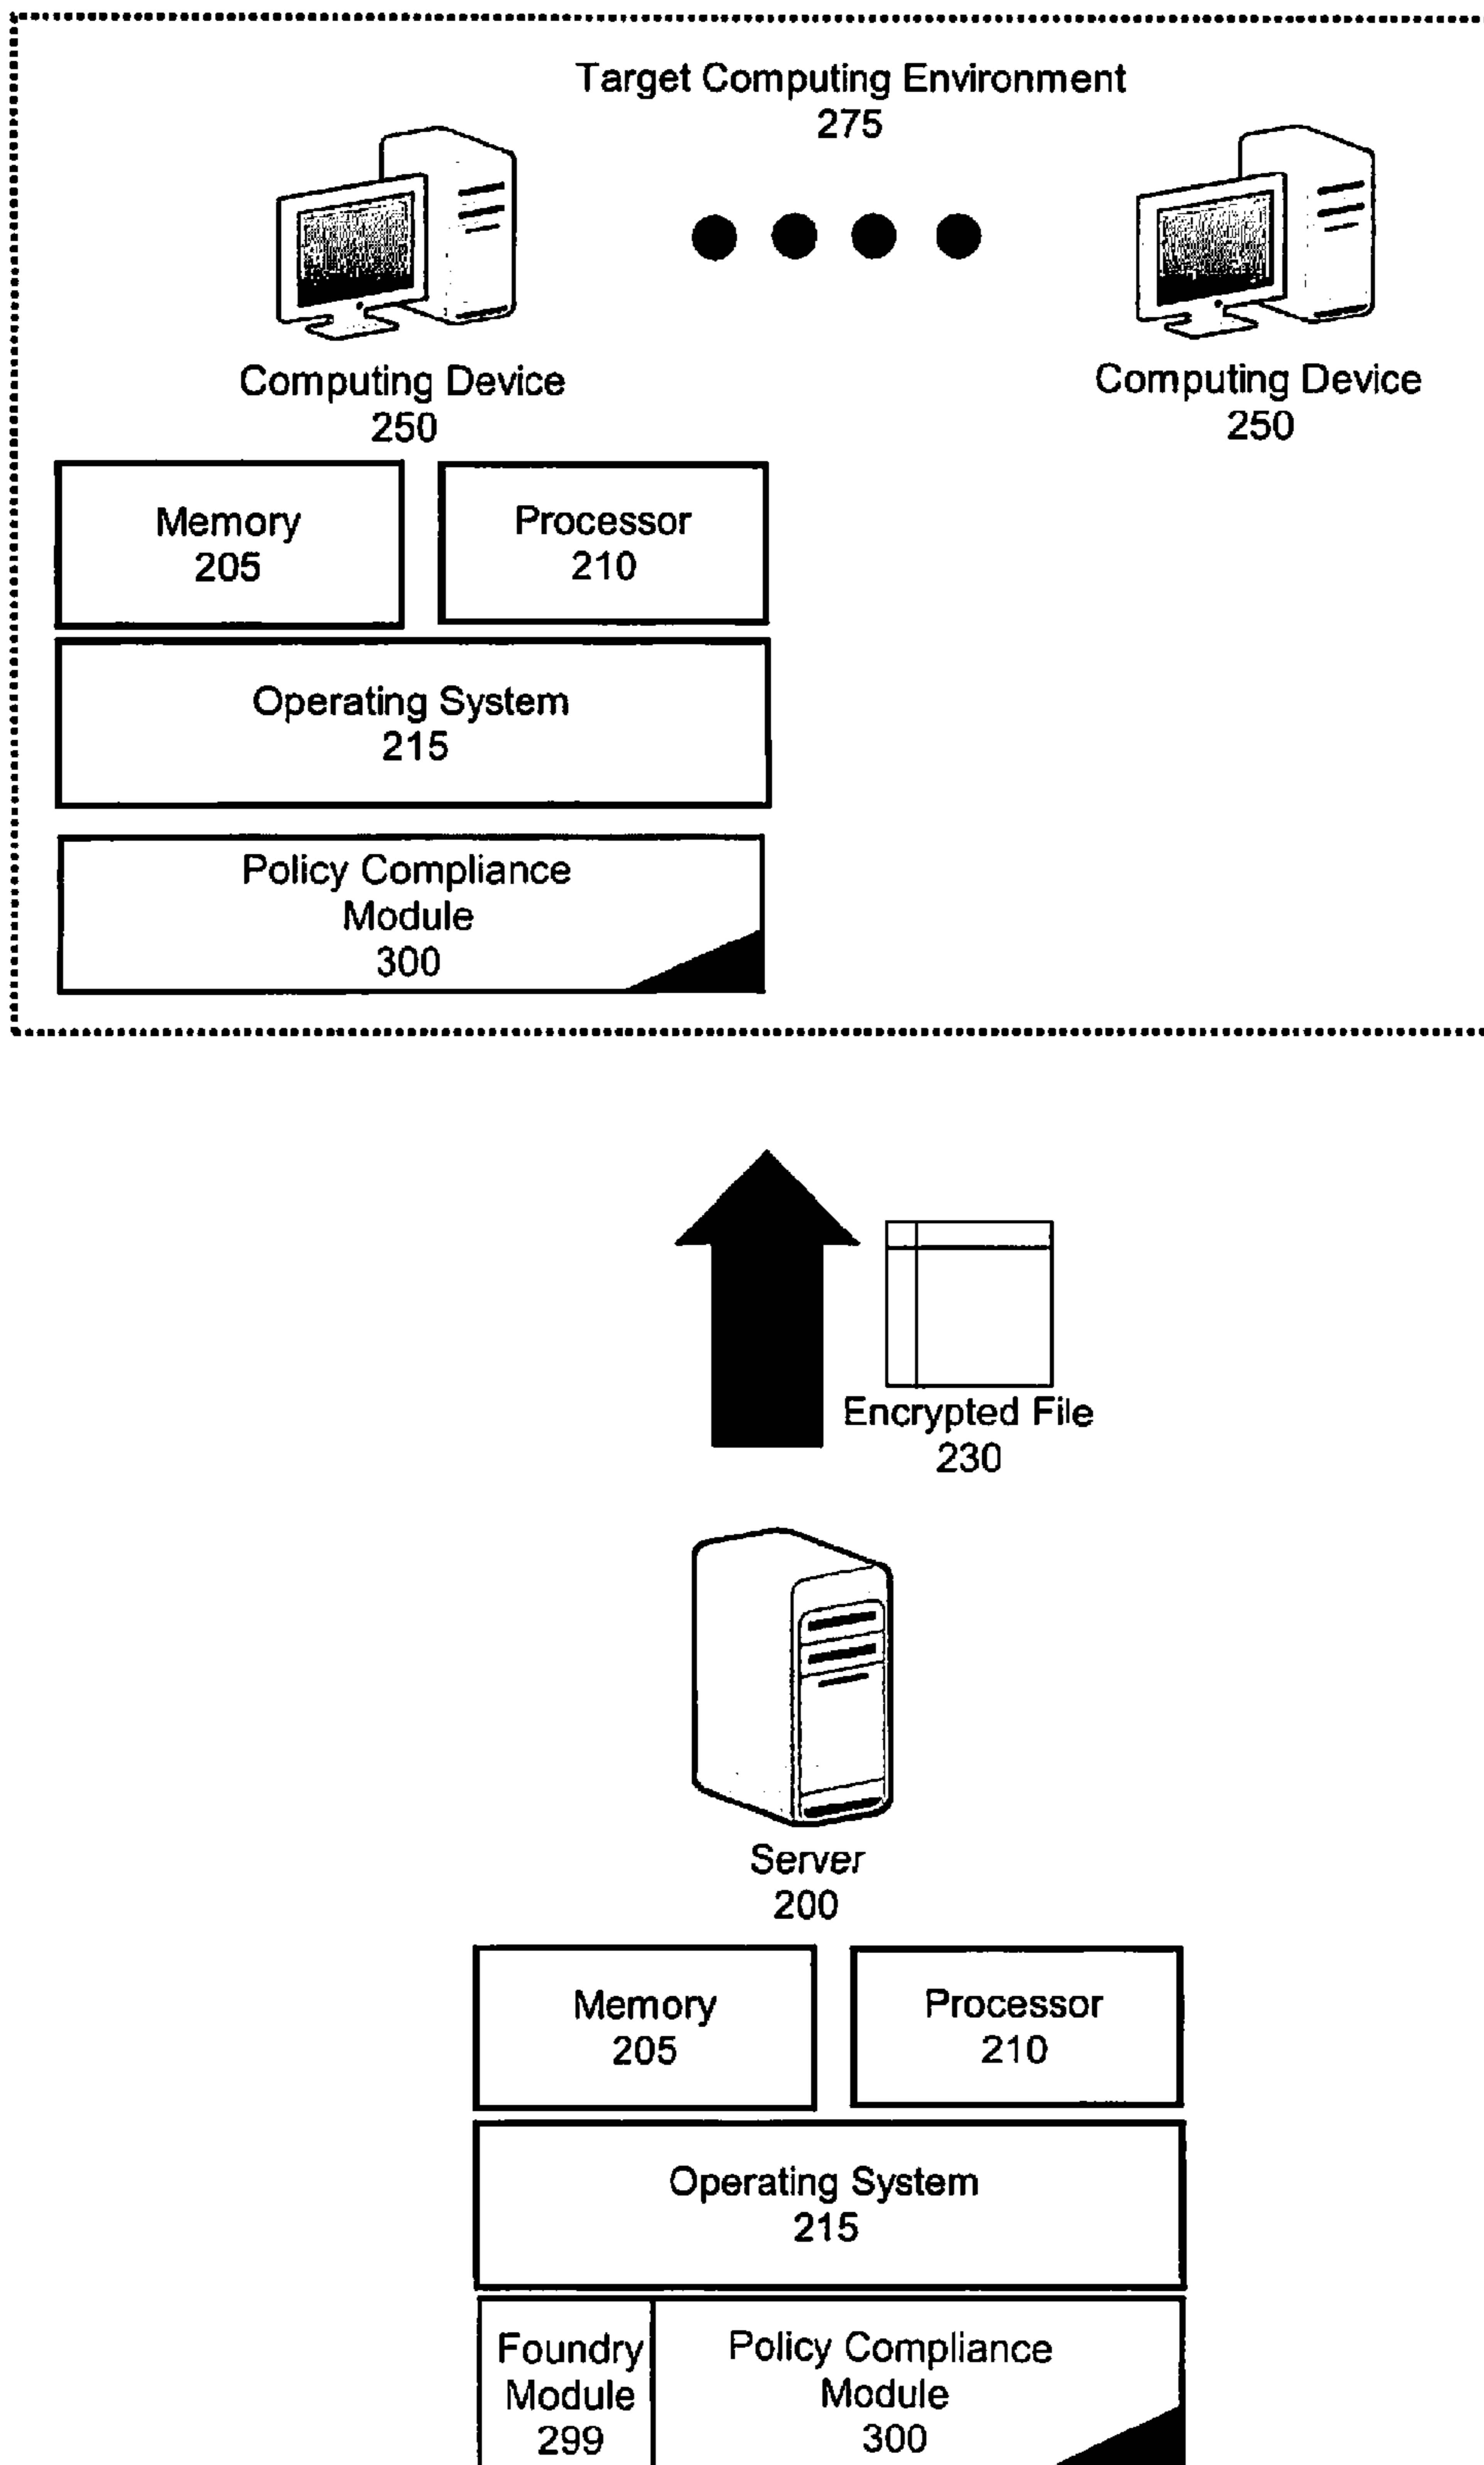 Target Computing Environment
275
Computing Device
250
Computing Device
250
Memory
205
Processor
210
Operating System
215
Policy Compliance
Module
300
Encrypted File
230
Server
200
Memory
205
Processor
210
Operating System
215
Foundry
Module
299
Policy Compliance
Module
300